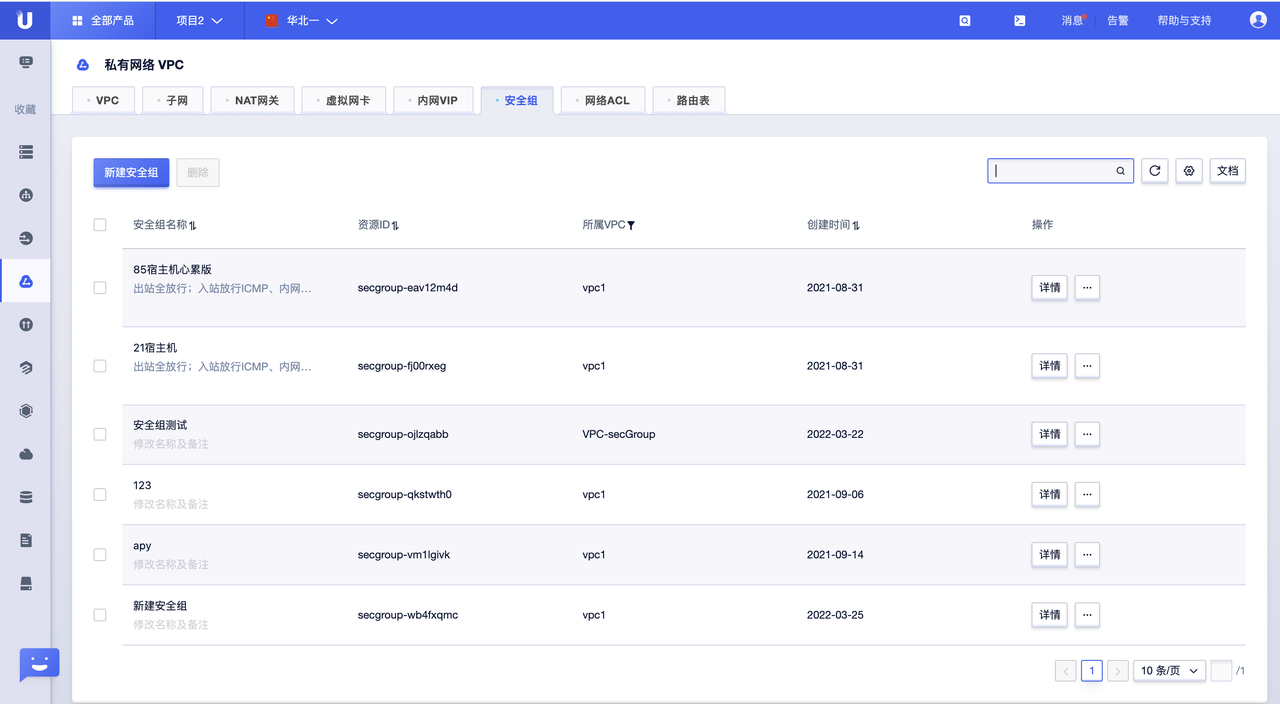 全部产品 项目2 华北一 消息 告警 帮助与支持
私有网络 VPC
收藏
VPC 子网 NAT网关 虚拟网卡 内网VIP 安全组 网络ACL 路由表
新建安全组 删除 文档
安全组名称 资源ID 所属VPC 创建时间 操作
85宿主机心累版
出站全放行；入站放行ICMP、内网...
secgroup-eav12m4d vpc1 2021-08-31 详情 ...
21宿主机
出站全放行；入站放行ICMP、内网...
secgroup-fj00rxeg vpc1 2021-08-31 详情 ...
安全组测试
修改名称及备注
secgroup-ojlzqabb VPC-secGroup 2022-03-22 详情 ...
123
修改名称及备注
secgroup-qkstwth0 vpc1 2021-09-06 详情 ...
apy
修改名称及备注
secgroup-vm1lgivk vpc1 2021-09-14 详情 ...
新建安全组
修改名称及备注
secgroup-wb4fxqmc vpc1 2022-03-25 详情 ...
1 10 条/页 /1